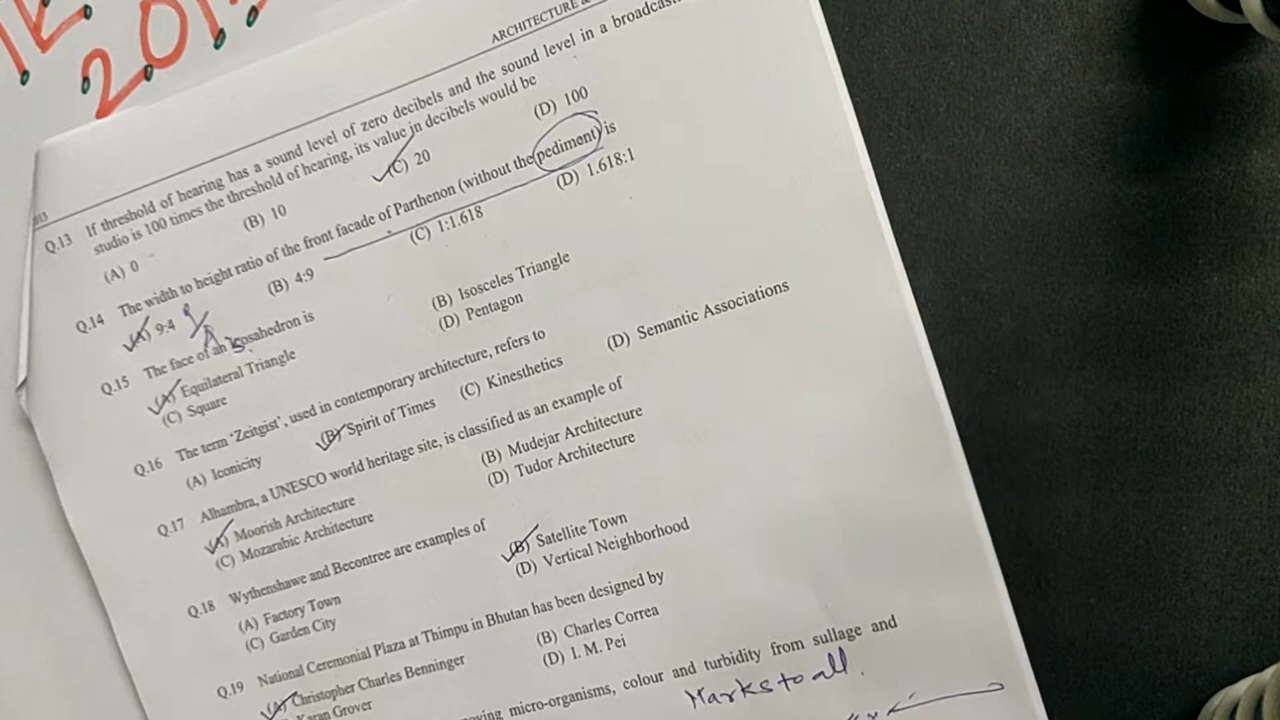 201
ARCHITECTURE &
013
Q.13 If threshold of hearing has a sound level of zero decibels and the sound level in a broadcast
studio is 100 times the threshold of hearing, its value in decibels would be
(A) 0 (B) 10 (C) 20 (D) 100
Q.14 The width to height ratio of the front facade of Parthenon (without the pediment) is
(A) 9:4 (B) 4:9 (C) 1:1.618 (D) 1.618:1
Q.15 The face of an Icosahedron is
(A) Equilateral Triangle (B) Isosceles Triangle
(C) Square (D) Pentagon
Q.16 The term ‘Zeitgist’, used in contemporary architecture, refers to
(A) Iconicity (B) Spirit of Times (C) Kinesthetics (D) Semantic Associations
Q.17 Alhambra, a UNESCO world heritage site, is classified as an example of
(A) Moorish Architecture (B) Mudejar Architecture
(C) Mozarabic Architecture (D) Tudor Architecture
Q.18 Wythenshawe and Becontree are examples of
(A) Factory Town (B) Satellite Town
(C) Garden City (D) Vertical Neighborhood
Q.19 National Ceremonial Plaza at Thimpu in Bhutan has been designed by
(A) Christopher Charles Benninger (B) Charles Correa
Karan Grover (D) I. M. Pei
micro-organisms, colour and turbidity from sullage and
Marks to all.